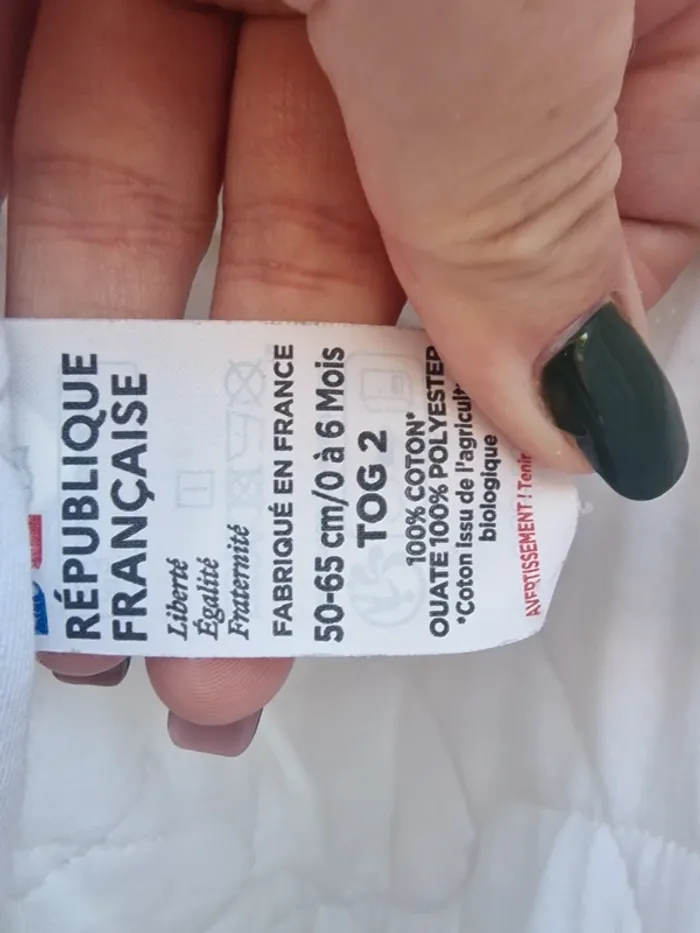 RÉPUBLIQUE
FRANÇAISE
Liberté
Égalité
Fraternité
FABRIQUÉ EN FRANCE
50-65 cm/0 à 6 Mois
TOG 2
100% COTON*
OUATE 100% POLYESTER
*Coton issu de l'agricult
biologique
AVERTISSEMENT ! Tenir